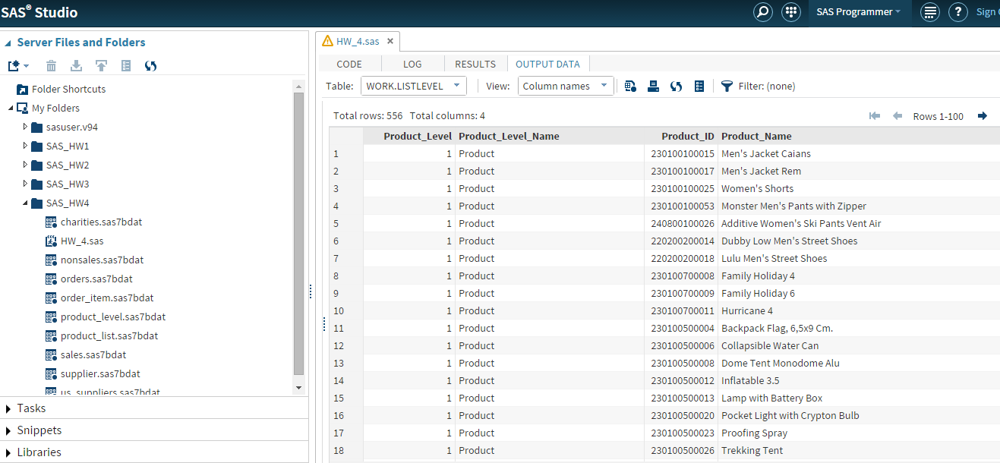 SAS® Studio
SAS Programmer
Sign
Server Files and Folders
Folder Shortcuts
My Folders
sasuser.v94
SAS_HW1
SAS_HW2
SAS_HW3
SAS_HW4
charities.sas7bdat
HW_4.sas
nonsales.sas7bdat
orders.sas7bdat
order_item.sas7bdat
product_level.sas7bdat
product_list.sas7bdat
sales.sas7bdat
supplier.sas7bdat
us_suppliers.sas7bdat
Tasks
Snippets
Libraries
HW_4.sas
CODE LOG RESULTS OUTPUT DATA
Table: WORK.LISTLEVEL View: Column names Filter: (none)
Total rows: 556 Total columns: 4 Rows 1-100
Product_Level Product_Level_Name Product_ID Product_Name
1 1 Product 230100100015 Men's Jacket Caians
2 1 Product 230100100017 Men's Jacket Rem
3 1 Product 230100100025 Women's Shorts
4 1 Product 230100100053 Monster Men's Pants with Zipper
5 1 Product 240800100026 Additive Women's Ski Pants Vent Air
6 1 Product 220200200014 Dubby Low Men's Street Shoes
7 1 Product 220200200018 Lulu Men's Street Shoes
8 1 Product 230100700008 Family Holiday 4
9 1 Product 230100700009 Family Holiday 6
10 1 Product 230100700011 Hurricane 4
11 1 Product 230100500004 Backpack Flag, 6,5x9 Cm.
12 1 Product 230100500006 Collapsible Water Can
13 1 Product 230100500008 Dome Tent Monodome Alu
14 1 Product 230100500012 Inflatable 3.5
15 1 Product 230100500013 Lamp with Battery Box
16 1 Product 230100500020 Pocket Light with Crypton Bulb
17 1 Product 230100500023 Proofing Spray
18 1 Product 230100500026 Trekking Tent